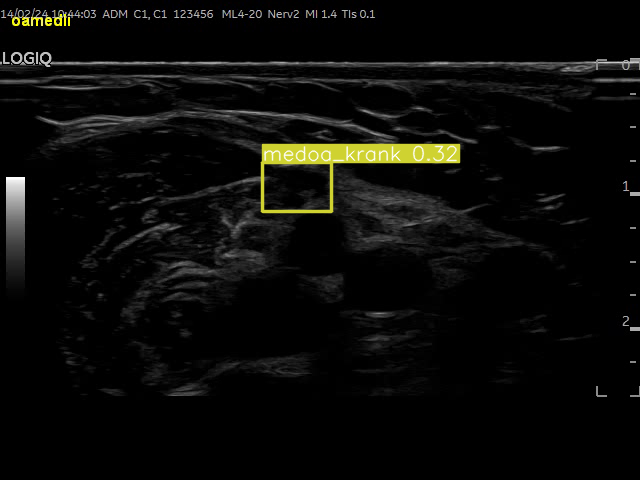 14/02/24 10:44:03 ADM C1, C1 123456 ML4-20 Nerv2 MI 1.4 TIs 0.1
oamedli
LOGIQ
0
medoa_krank 0.32
1
2